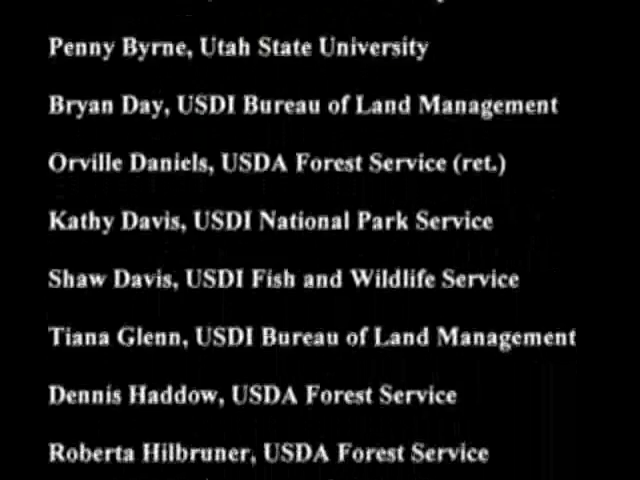 Penny Byrne, Utah State University
Bryan Day, USDI Bureau of Land Management
Orville Daniels, USDA Forest Service (ret.)
Kathy Davis, USDI National Park Service
Shaw Davis, USDI Fish and Wildlife Service
Tiana Glenn, USDI Bureau of Land Management
Dennis Haddow, USDA Forest Service
Roberta Hilbruner, USDA Forest Service